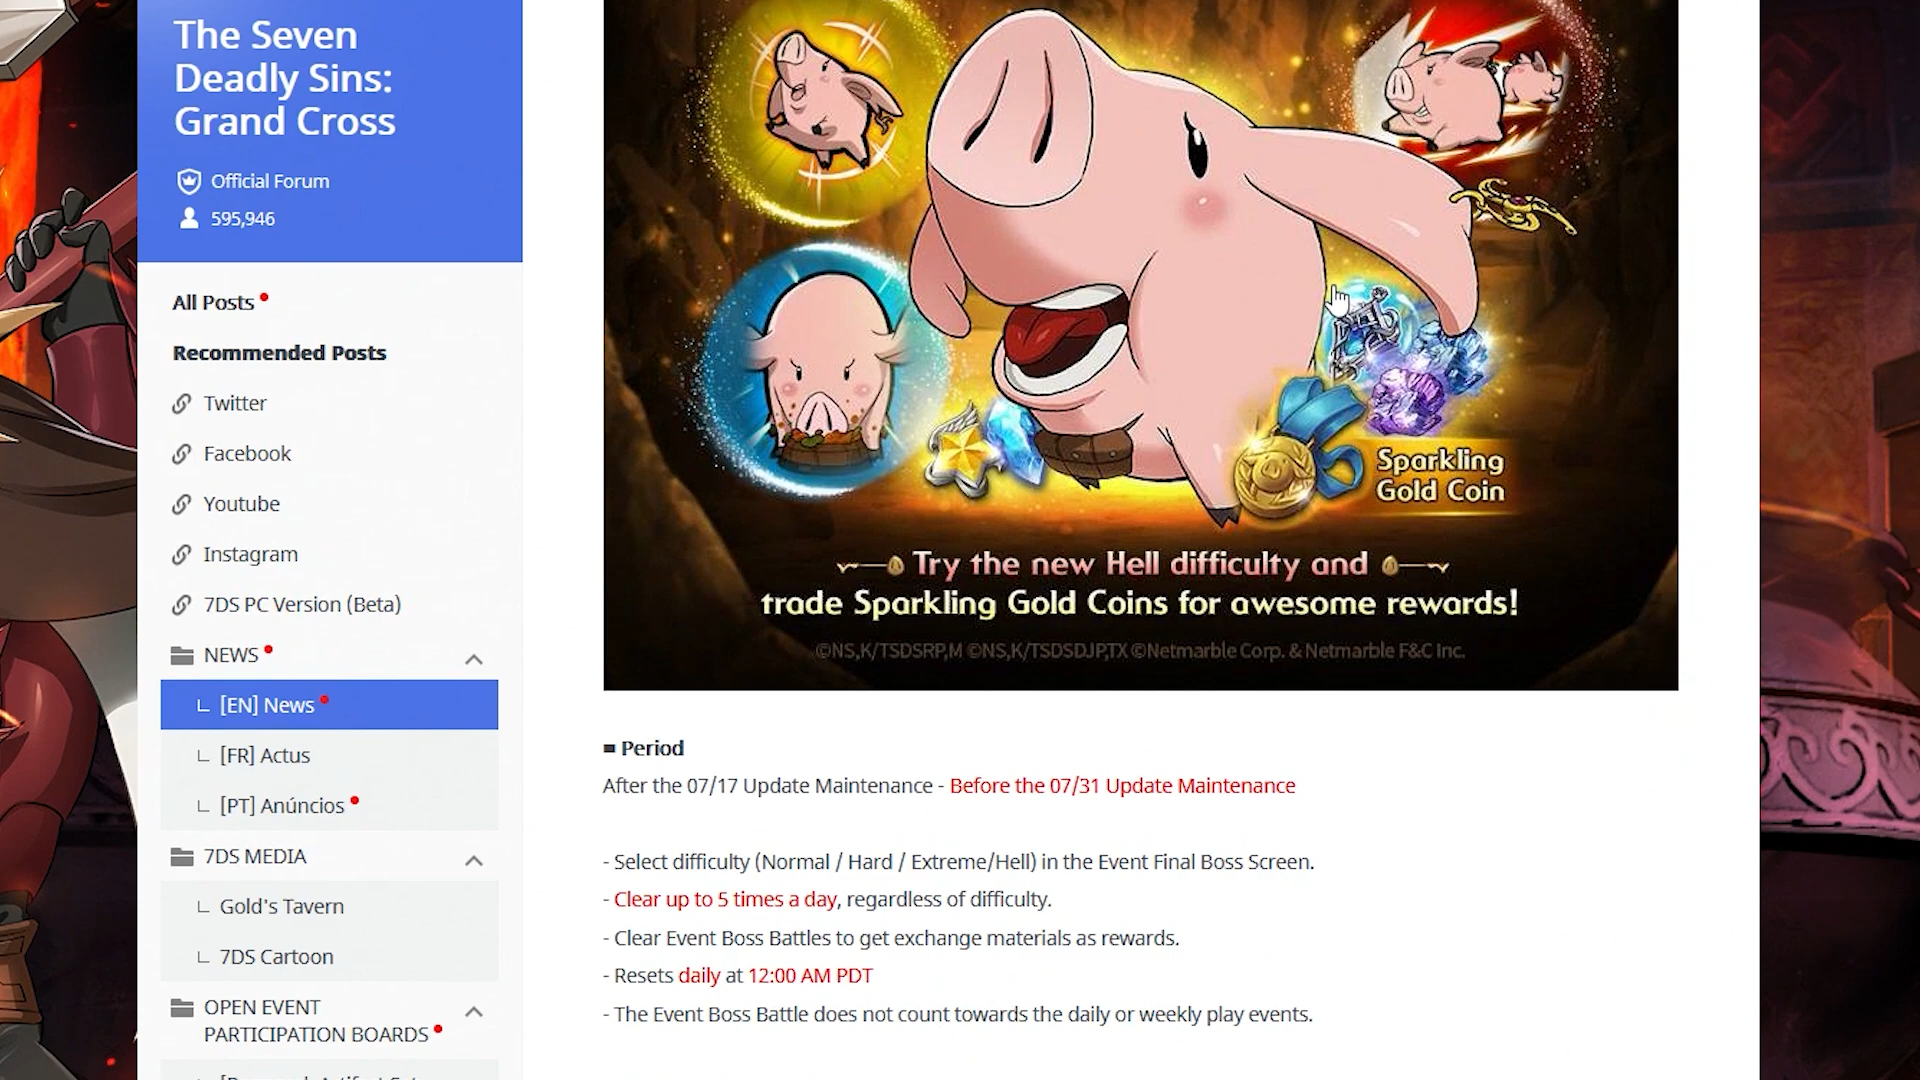 The Seven
Deadly Sins:
Grand Cross
Official Forum
595,946
All Posts
Recommended Posts
Twitter
Facebook
Youtube
Instagram
7DS PC Version (Beta)
NEWS
[EN] News
[FR] Actus
[PT] Anúncios
7DS MEDIA
Gold's Tavern
7DS Cartoon
OPEN EVENT
PARTICIPATION BOARDS
Sparkling
Gold Coin
Try the new Hell difficulty and
trade Sparkling Gold Coins for awesome rewards!
©NS,K/TSDSRP,M ©NS,K/TSDSDJP,TX ©Netmarble Corp. & Netmarble F&C Inc.
■ Period
After the 07/17 Update Maintenance - Before the 07/31 Update Maintenance
- Select difficulty (Normal / Hard / Extreme/Hell) in the Event Final Boss Screen.
- Clear up to 5 times a day, regardless of difficulty.
- Clear Event Boss Battles to get exchange materials as rewards.
- Resets daily at 12:00 AM PDT
- The Event Boss Battle does not count towards the daily or weekly play events.